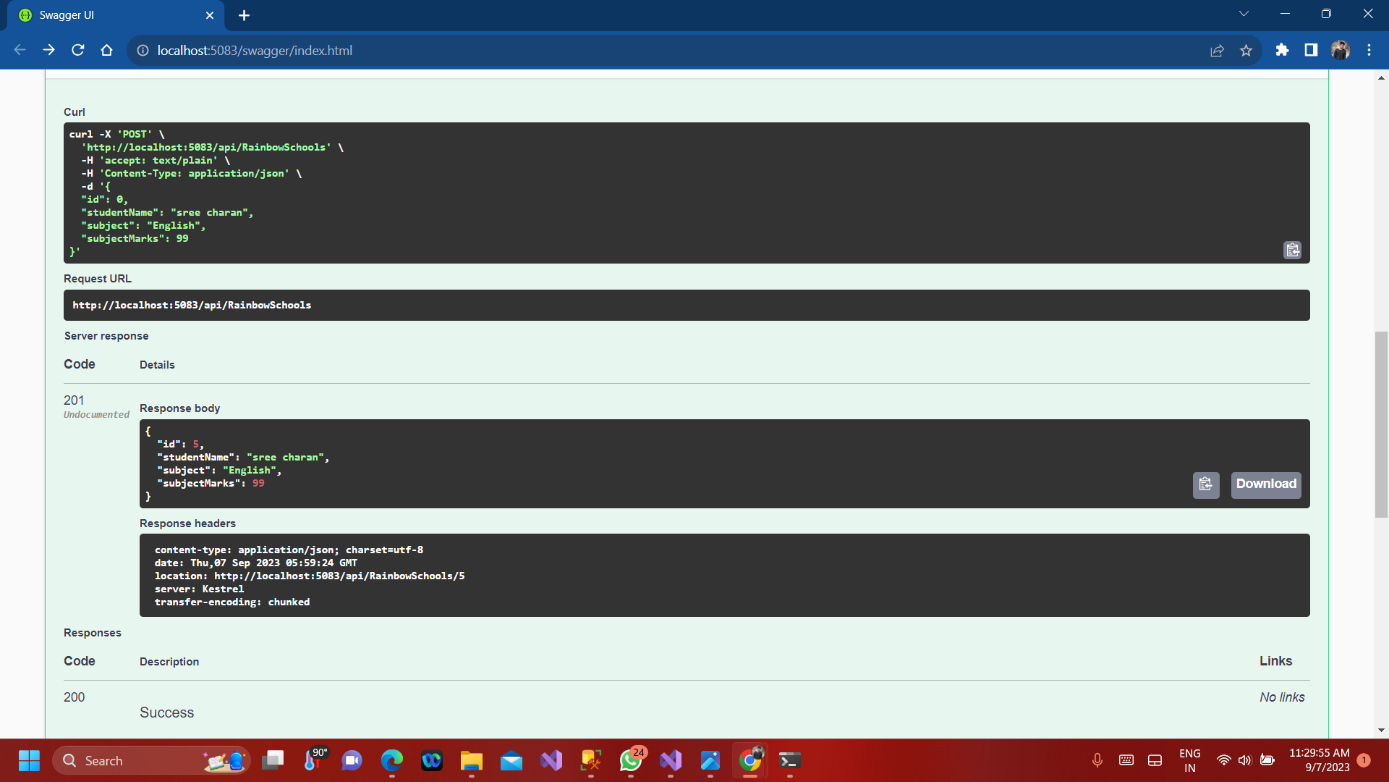 Swagger UI
localhost:5083/swagger/index.html
Curl
curl -X 'POST' \
'http://localhost:5083/api/RainbowSchools' \
-H 'accept: text/plain' \
-H 'Content-Type: application/json' \
-d '{
"id": 0,
"studentName": "sree charan",
"subject": "English",
"subjectMarks": 99
}'
Request URL
http://localhost:5083/api/RainbowSchools
Server response
Code Details
201
Undocumented
Response body
{
"id": 5,
"studentName": "sree charan",
"subject": "English",
"subjectMarks": 99
}
Download
Response headers
content-type: application/json; charset=utf-8
date: Thu,07 Sep 2023 05:59:24 GMT
location: http://localhost:5083/api/RainbowSchools/5
server: Kestrel
transfer-encoding: chunked
Responses
Code Description Links
200 No links
Success
Search
90°
24
ENG
IN
11:29:55 AM
9/7/2023
1